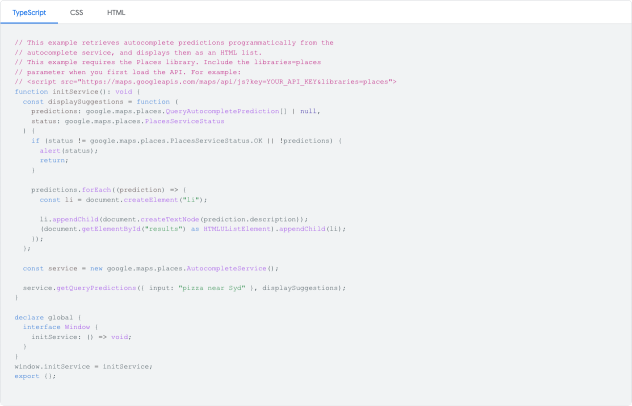 TypeScript CSS HTML
// This example retrieves autocomplete predictions programmatically from the
// autocomplete service, and displays them as an HTML list.
// This example requires the Places library. Include the libraries=places
// parameter when you first load the API. For example:
// <script src="https://maps.googleapis.com/maps/api/js?key=YOUR_API_KEY&libraries=places">
function initService(): void {
  const displaySuggestions = function (
    predictions: google.maps.places.QueryAutocompletePrediction[] | null,
    status: google.maps.places.PlacesServiceStatus
  ) {
    if (status != google.maps.places.PlacesServiceStatus.OK || !predictions) {
      alert(status);
      return;
    }

    predictions.forEach((prediction) => {
      const li = document.createElement("li");

      li.appendChild(document.createTextNode(prediction.description));
      (document.getElementById("results") as HTMLUListElement).appendChild(li);
    });
  };

  const service = new google.maps.places.AutocompleteService();

  service.getQueryPredictions({ input: "pizza near Syd" }, displaySuggestions);
}

declare global {
  interface Window {
    initService: () => void;
  }
}
window.initService = initService;
export {};